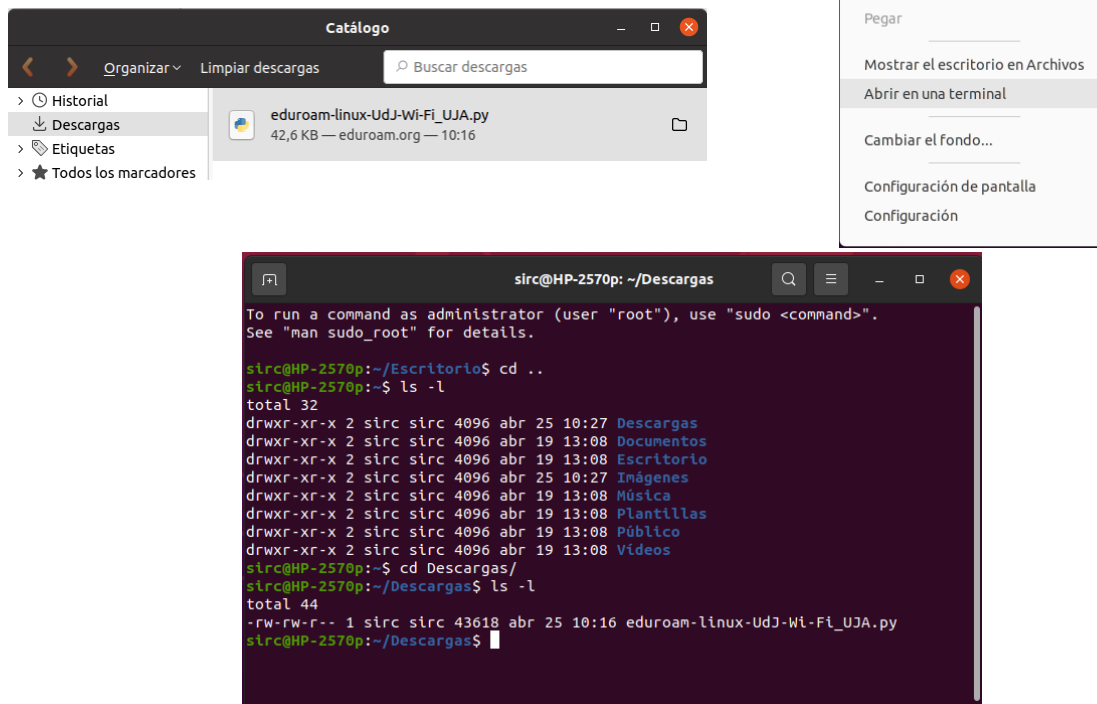 Catálogo
Organizar
Limpiar descargas
Buscar descargas
Historial
Descargas
Etiquetas
Todos los marcadores
eduroam-linux-UdJ-Wi-Fi_UJA.py
42,6 KB — eduroam.org — 10:16
Pegar
Mostrar el escritorio en Archivos
Abrir en una terminal
Cambiar el fondo...
Configuración de pantalla
Configuración
sirc@HP-2570p: ~/Descargas
To run a command as administrator (user "root"), use "sudo <command>".
See "man sudo_root" for details.
sirc@HP-2570p:~/Escritorio$ cd ..
sirc@HP-2570p:~$ ls -l
total 32
drwxr-xr-x 2 sirc sirc 4096 abr 25 10:27 Descargas
drwxr-xr-x 2 sirc sirc 4096 abr 19 13:08 Documentos
drwxr-xr-x 2 sirc sirc 4096 abr 19 13:08 Escritorio
drwxr-xr-x 2 sirc sirc 4096 abr 25 10:27 Imágenes
drwxr-xr-x 2 sirc sirc 4096 abr 19 13:08 Música
drwxr-xr-x 2 sirc sirc 4096 abr 19 13:08 Plantillas
drwxr-xr-x 2 sirc sirc 4096 abr 19 13:08 Público
drwxr-xr-x 2 sirc sirc 4096 abr 19 13:08 Vídeos
sirc@HP-2570p:~$ cd Descargas/
sirc@HP-2570p:~/Descargas$ ls -l
total 44
-rw-rw-r-- 1 sirc sirc 43618 abr 25 10:16 eduroam-linux-UdJ-Wi-Fi_UJA.py
sirc@HP-2570p:~/Descargas$